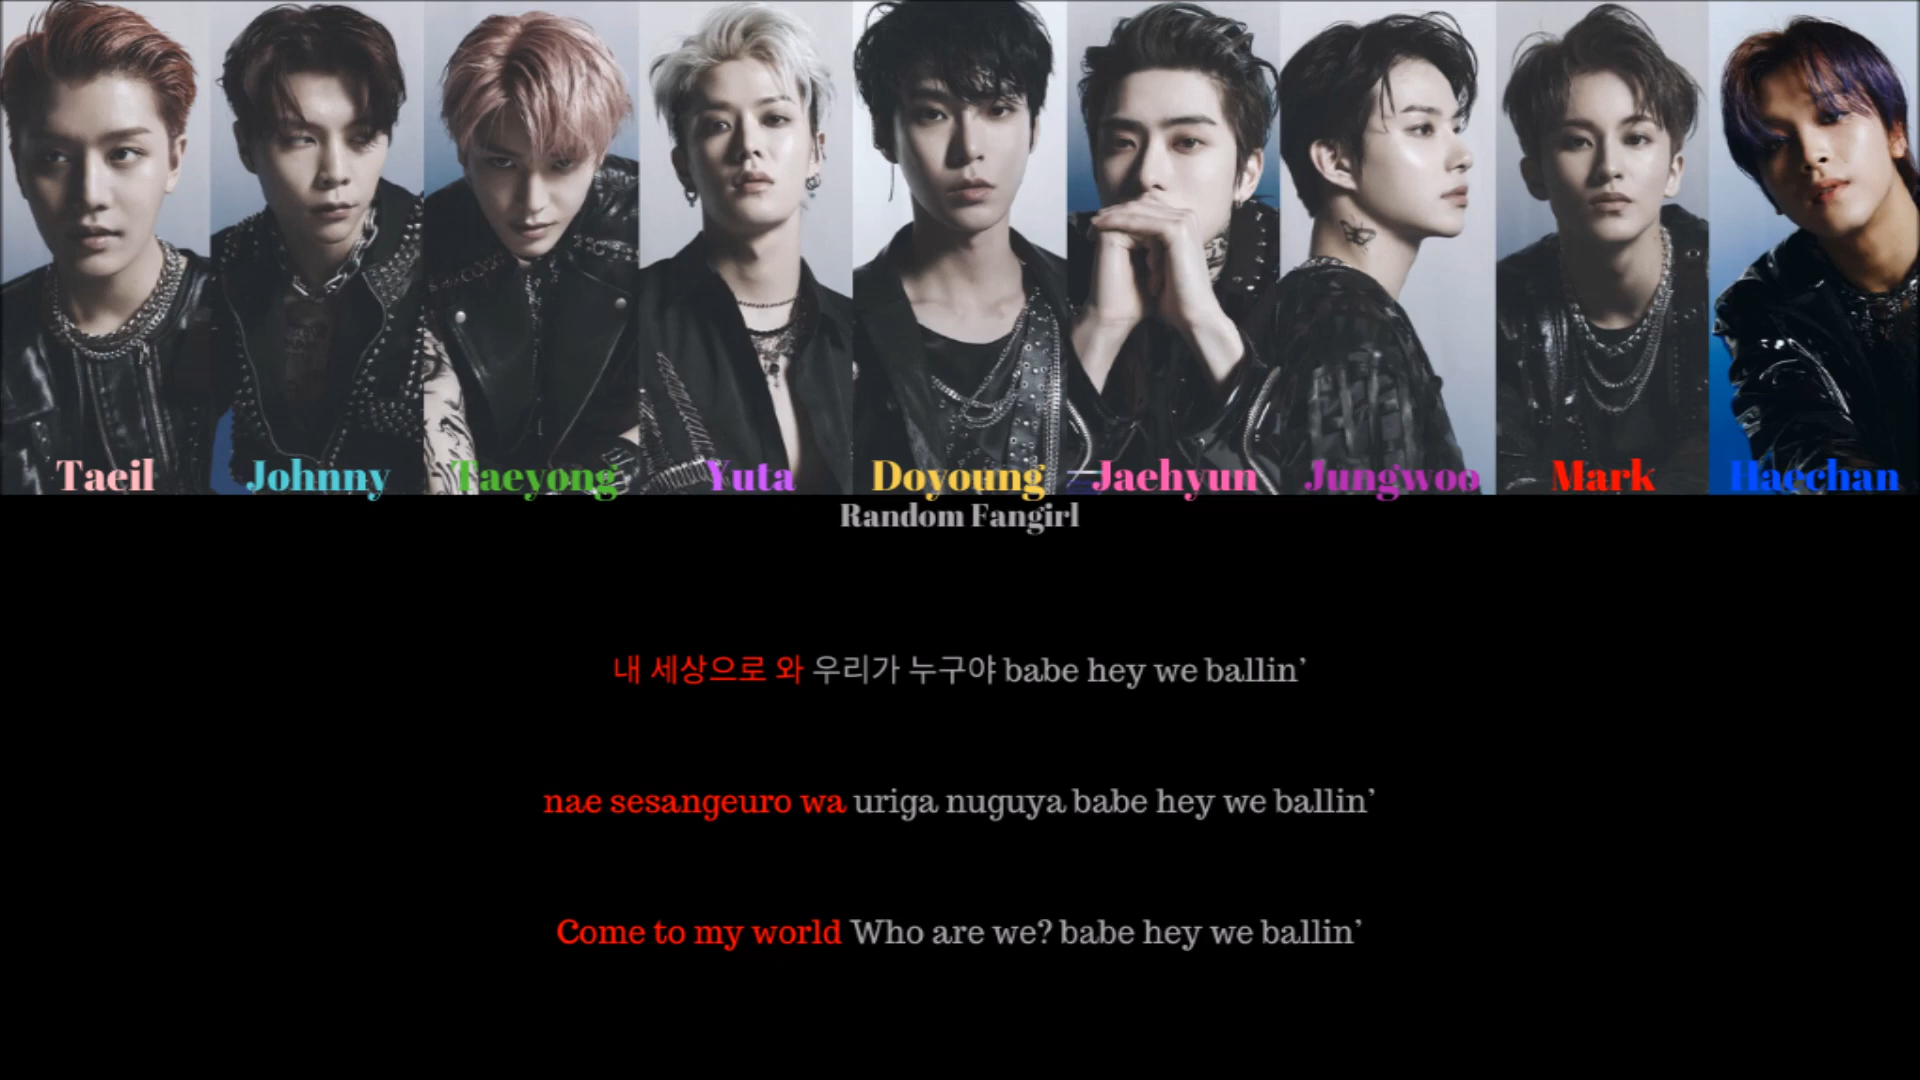 Taeil Johnny Taeyong Yuta Doyoung Jaehyun Jungwoo Mark Haechan
Random Fangirl
내 세상으로 와 우리가 누구야 babe hey we ballin’
nae sesangeuro wa uriga nuguya babe hey we ballin’
Come to my world Who are we? babe hey we ballin’